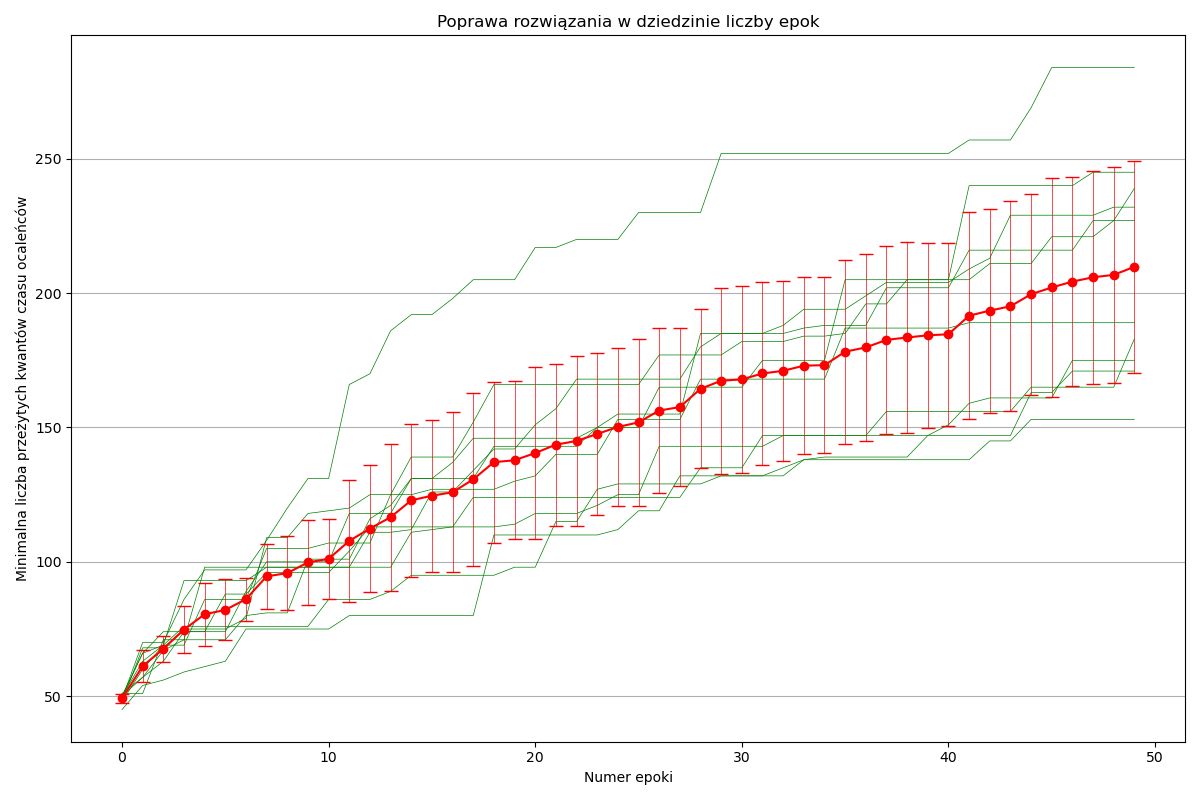 Poprawa rozwiązania w dziedzinie liczby epok
Minimalna liczba przeżytych kwantów czasu ocaleńców
250
200
150
100
50
0 10 20 30 40 50
Numer epoki